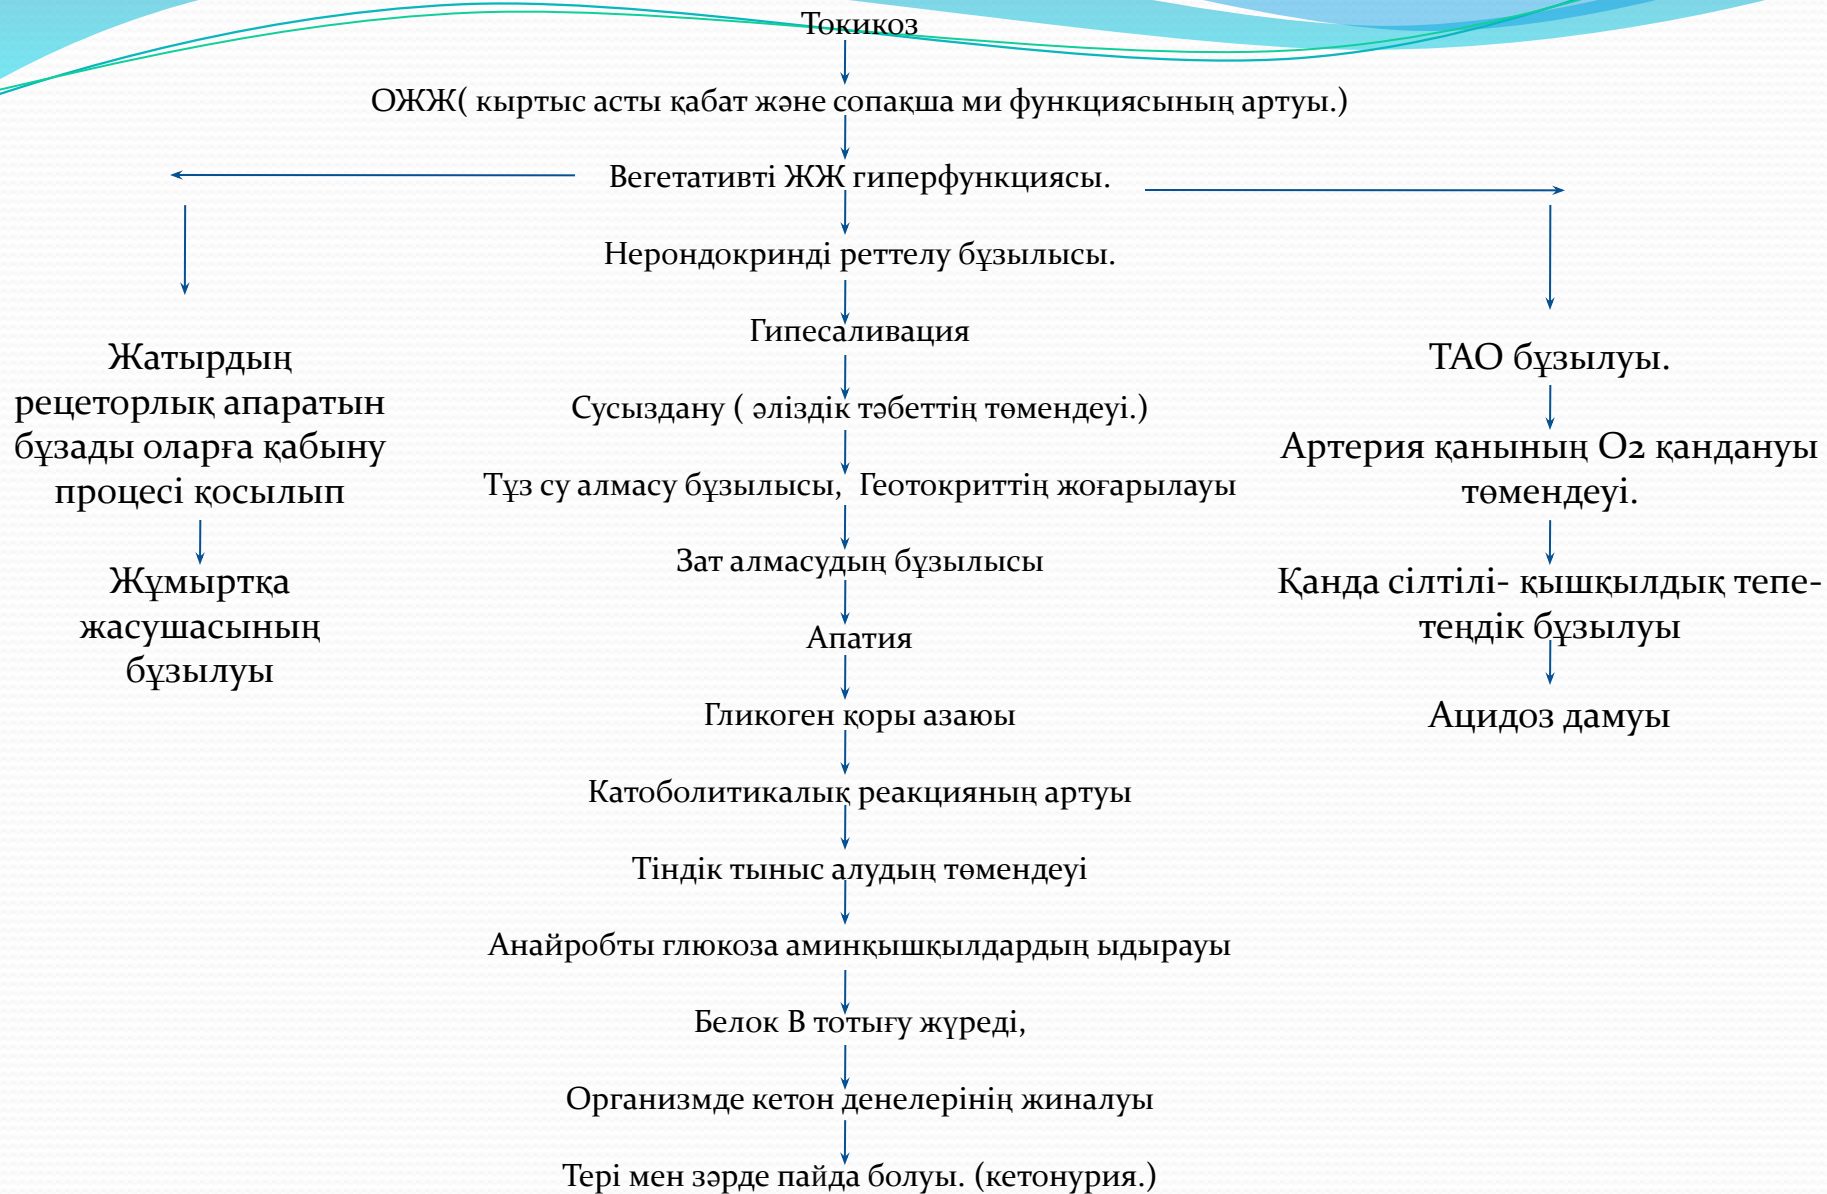 Токикоз
ОЖЖ( кыртыс асты қабат және сопақша ми функциясының артуы.)
Вегетативті ЖЖ гиперфункциясы.
Нерондокринді реттелу бұзылысы.
Гипесаливация
Сусыздану ( әліздік тәбеттің төмендеуі.)
Тұз су алмасу бұзылысы,  Геотокриттің жоғарылауы
Зат алмасудың бұзылысы
Апатия
Гликоген қоры азаюы
Катоболитикалық реакцияның артуы
Тіндік тыныс алудың төмендеуі
Анайробты глюкоза аминқышқылдардың ыдырауы
Белок В тотығу жүреді,
Организмде кетон денелерінің жиналуы
Тері мен зәрде пайда болуы. (кетонурия.)
Жатырдың
рецеторлық апаратын
бұзады оларға қабыну
процесі қосылып
Жұмыртқа
жасушасының
бұзылуы
ТАО бұзылуы.
Артерия қанының О2 қандануы
төмендеуі.
Қанда сілтілі- қышқылдық тепе-
теңдік бұзылуы
Ацидоз дамуы